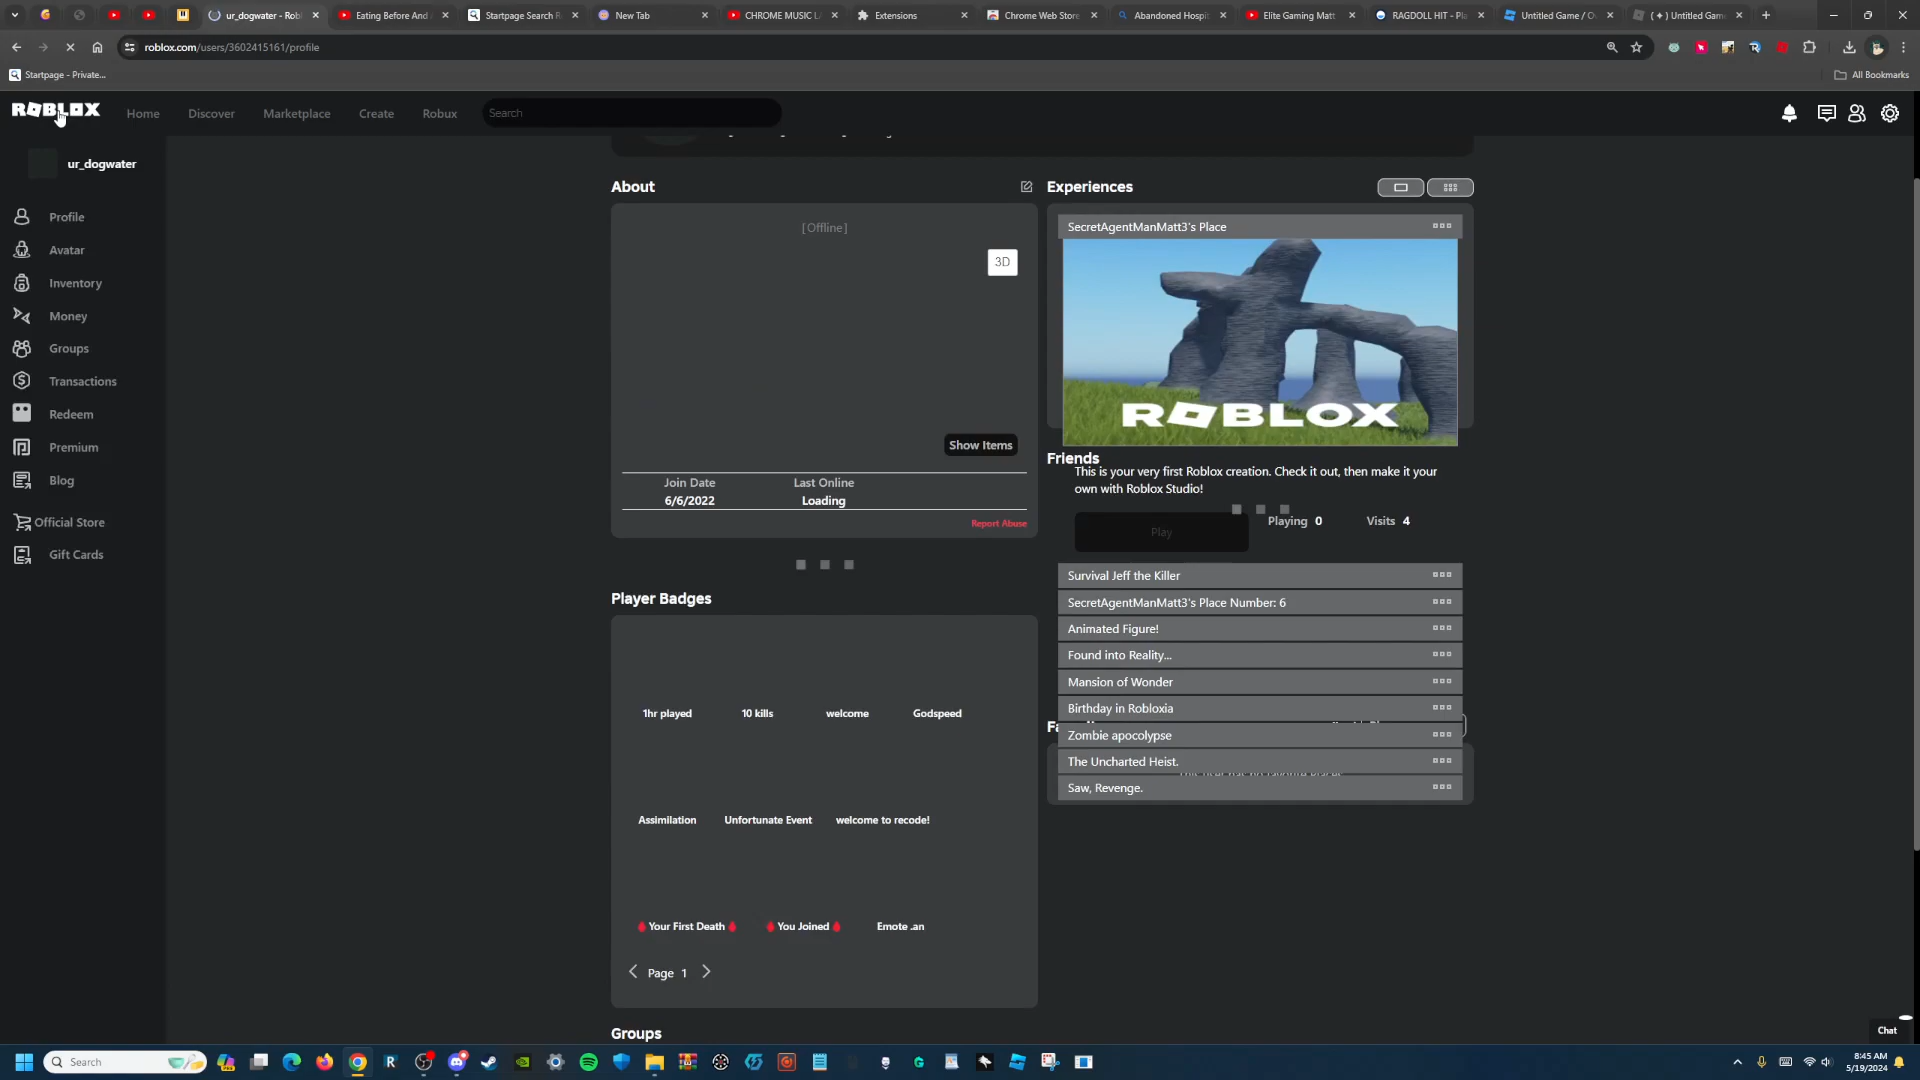 ur_dogwater - Rob
Eating Before And
Startpage Search R
New Tab
CHROME MUSIC LA
Extensions
Chrome Web Store
Abandoned Hospit
Elite Gaming Matt
RAGDOLL HIT - Pla
Untitled Game / O
( ✦ ) Untitled Game
roblox.com/users/3602415161/profile
Startpage - Private...
All Bookmarks
ROBLOX
Home
Discover
Marketplace
Create
Robux
Search
ur_dogwater
Profile
Avatar
Inventory
Money
Groups
Transactions
Redeem
Premium
Blog
Official Store
Gift Cards
About
[Offline]
3D
Show Items
Join Date
Last Online
6/6/2022
Loading
Report Abuse
Player Badges
1hr played
10 kills
welcome
Godspeed
Assimilation
Unfortunate Event
welcome to recode!
Your First Death
You Joined
Emote .an
Page 1
Groups
Experiences
SecretAgentManMatt3's Place
ROBLOX
Friends
This is your very first Roblox creation. Check it out, then make it your
own with Roblox Studio!
Play
Playing 0
Visits 4
Survival Jeff the Killer
SecretAgentManMatt3's Place Number: 6
Animated Figure!
Found into Reality...
Mansion of Wonder
Birthday in Robloxia
Zombie apocolypse
The Uncharted Heist.
Saw, Revenge.
Chat
Search
8:45 AM
5/19/2024